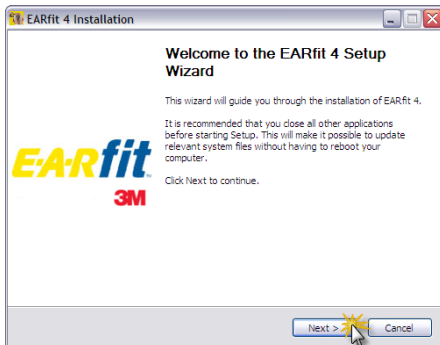 EARfit 4 Installation
Welcome to the EARfit 4 Setup
Wizard
This wizard will guide you through the installation of EARfit 4.
It is recommended that you close all other applications
before starting Setup. This will make it possible to update
relevant system files without having to reboot your
computer.
Click Next to continue.
E·A·Rfit™
3M
Next >
Cancel